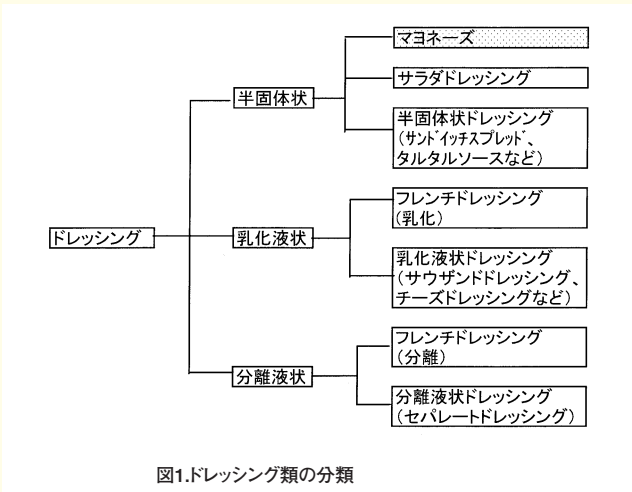 マヨネーズ
サラダドレッシング
半固体状
半固体状ドレッシング
(サンドイッチスプレッド、
タルタルソースなど)
フレンチドレッシング
(乳化)
ドレッシング
乳化液状
乳化液状ドレッシング
(サウザンドドレッシング、
チーズドレッシングなど)
フレンチドレッシング
(分離)
分離液状
分離液状ドレッシング
(セパレートドレッシング)
図1.ドレッシング類の分類